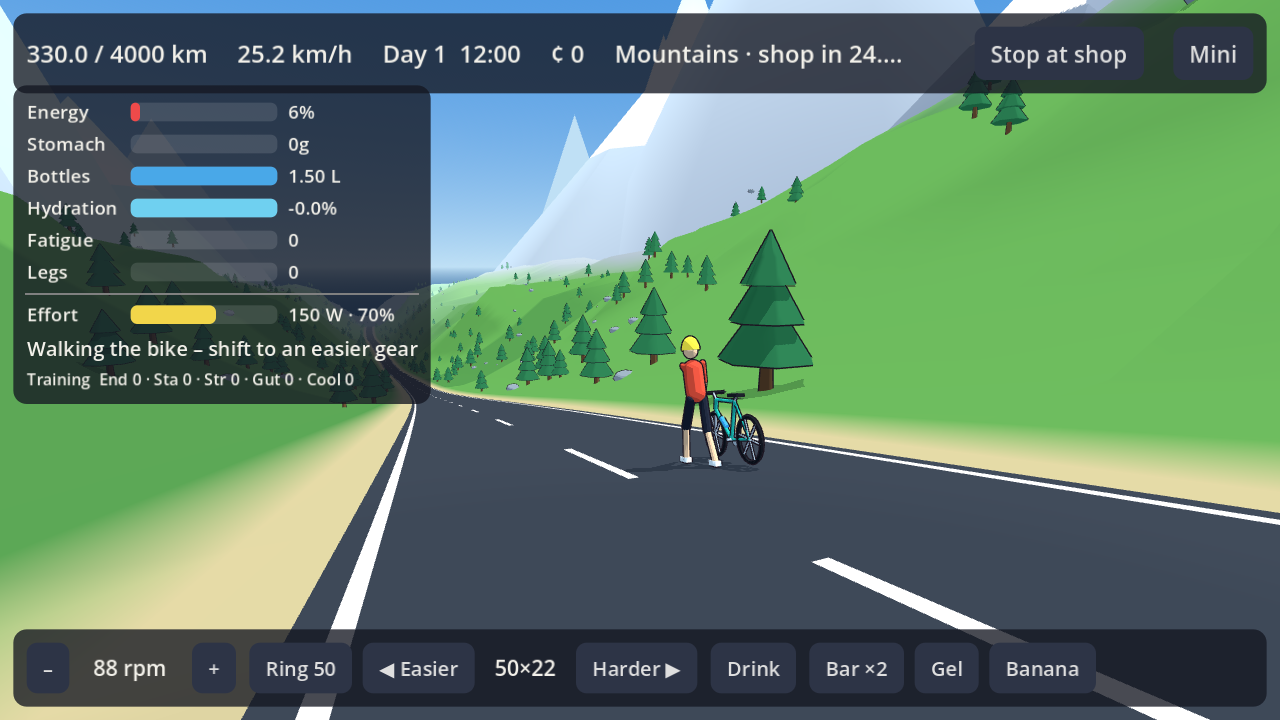 330.0 / 4000 km 25.2 km/h Day 1 12:00 ¢ 0 Mountains · shop in 24.... Stop at shop Mini
Energy 6%
Stomach 0g
Bottles 1.50 L
Hydration -0.0%
Fatigue 0
Legs 0
Effort 150 W · 70%
Walking the bike – shift to an easier gear
Training End 0 · Sta 0 · Str 0 · Gut 0 · Cool 0
– 88 rpm + Ring 50 ◀ Easier 50×22 Harder ▶ Drink Bar ×2 Gel Banana